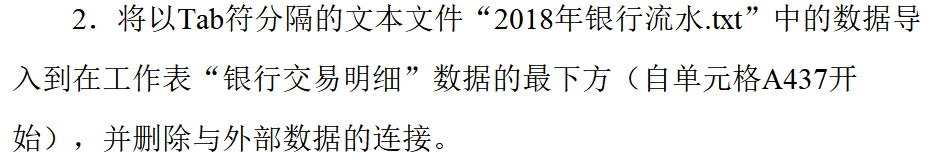 2．将以Tab符分隔的文本文件“2018年银行流水.txt”中的数据导
入到在工作表“银行交易明细”数据的最下方（自单元格A437开
始），并删除与外部数据的连接。